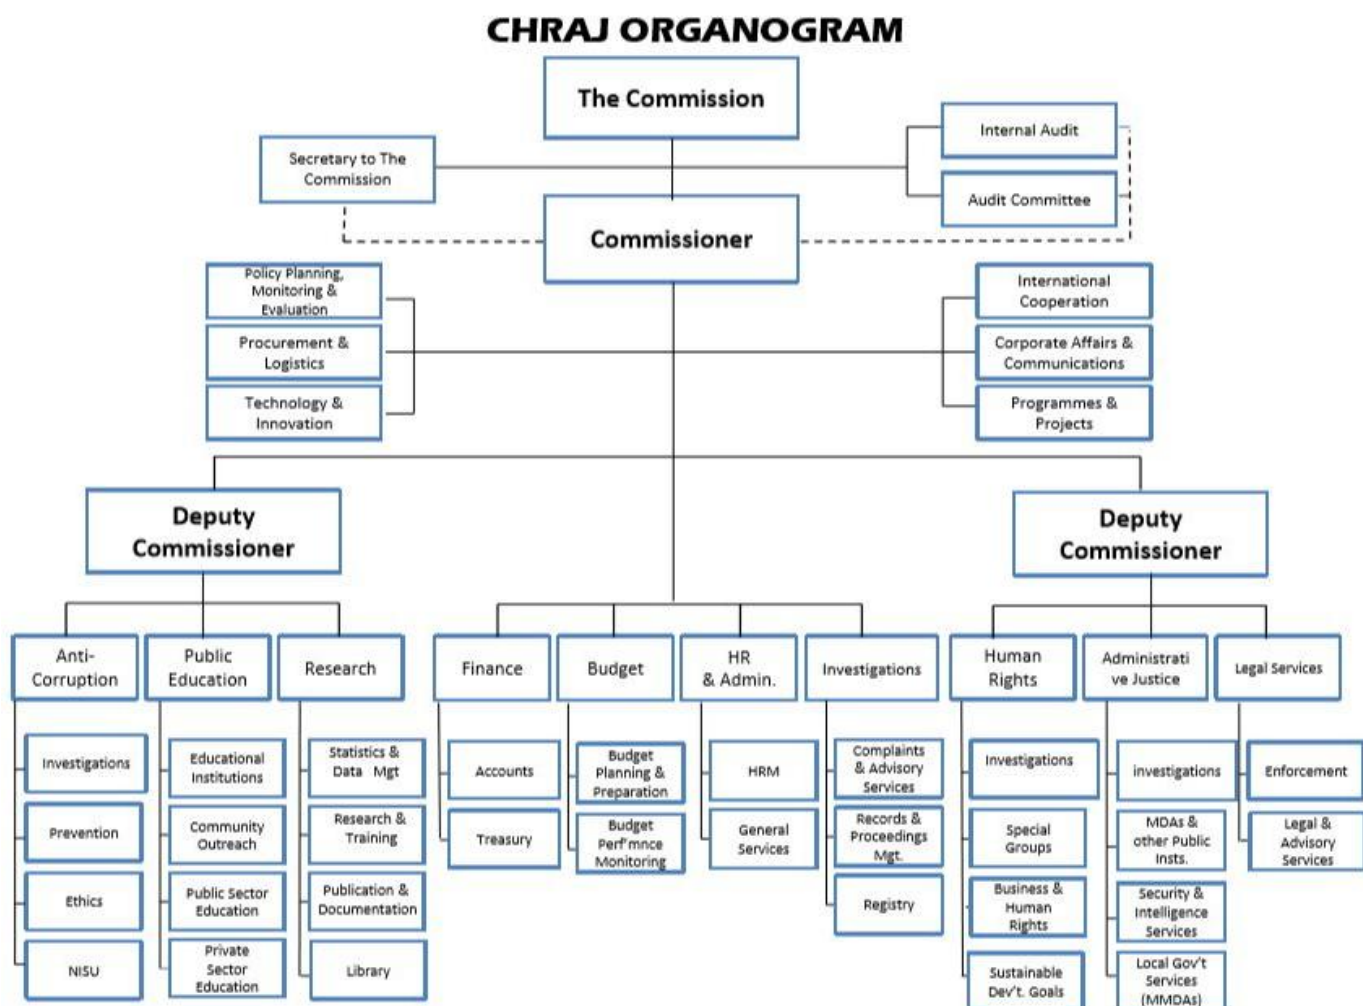 CHRAJ ORGANOGRAM
The Commission
Internal Audit
Secretary to The
Commission
Audit Committee
Commissioner
Policy Planning,
Monitoring &
Evaluation
International
Cooperation
Procurement &
Logistics
Corporate Affairs &
Communications
Technology &
Innovation
Programmes &
Projects
Deputy
Commissioner
Deputy
Commissioner
Anti-
Corruption
Public
Education
Research
Finance
Budget
HR
& Admin.
Investigations
Human
Rights
Administrati
ve Justice
Legal Services
Investigations
Prevention
Ethics
NISU
Educational
Institutions
Community
Outreach
Public Sector
Education
Private
Sector
Education
Statistics &
Data Mgt
Research &
Training
Publication &
Documentation
Library
Accounts
Treasury
Budget
Planning &
Preparation
Budget
Perf'mnce
Monitoring
HRM
General
Services
Complaints
& Advisory
Services
Records &
Proceedings
Mgt.
Registry
Investigations
Special
Groups
Business &
Human
Rights
Sustainable
Dev't. Goals
investigations
MDAs &
other Public
Insts.
Security &
Intelligence
Services
Local Gov't
Services
(MMDAs)
Enforcement
Legal &
Advisory
Services